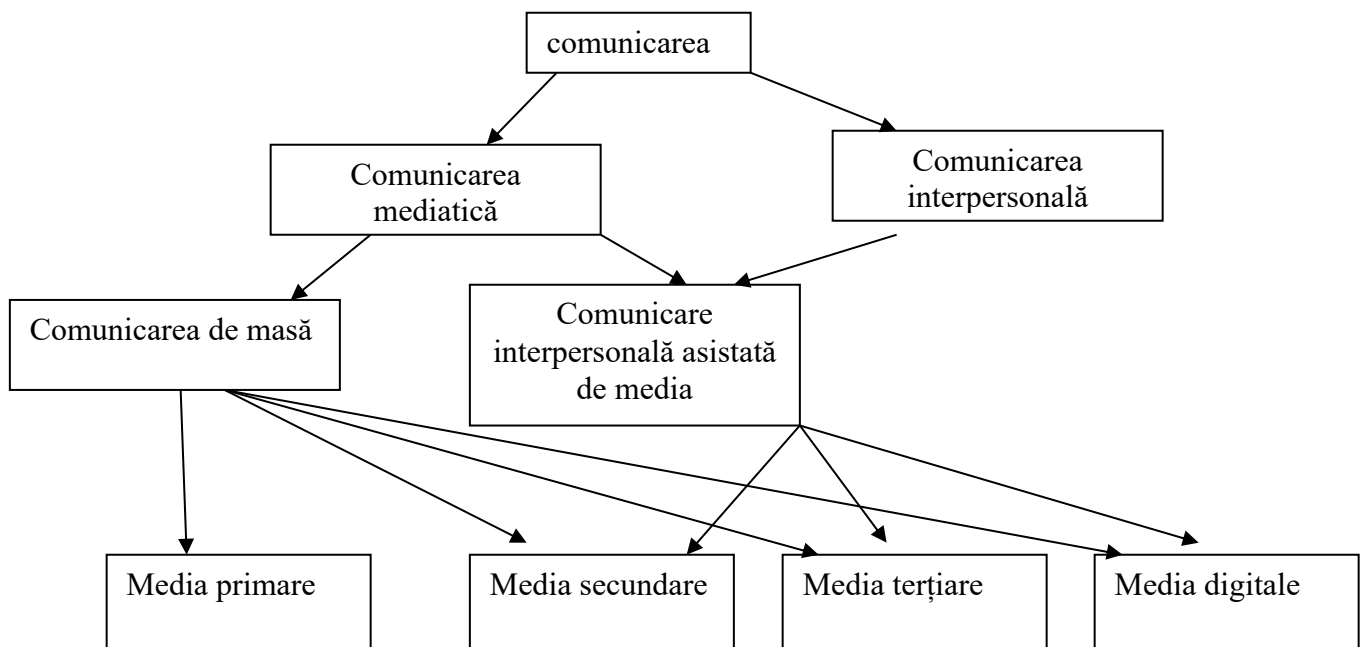 comunicarea
Comunicarea
mediatică
Comunicarea
interpersonală
Comunicarea de masă
Comunicare
interpersonală asistată
de media
Media primare
Media secundare
Media terțiare
Media digitale